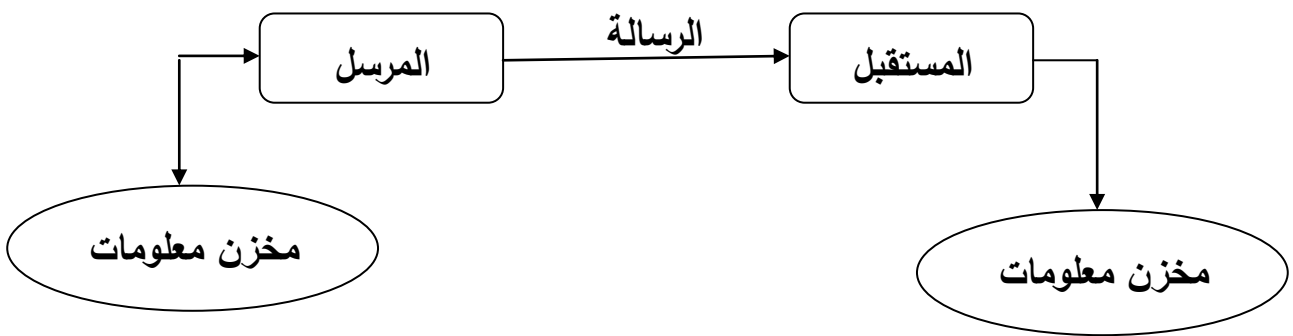 الرسالة
المرسل
المستقبل
مخزن معلومات
مخزن معلومات